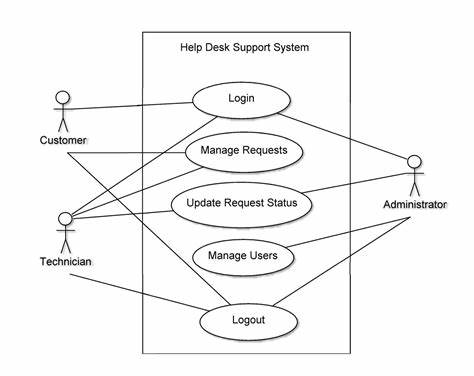 Help Desk Support System
Login
Customer
Manage Requests
Update Request Status
Administrator
Technician
Manage Users
Logout